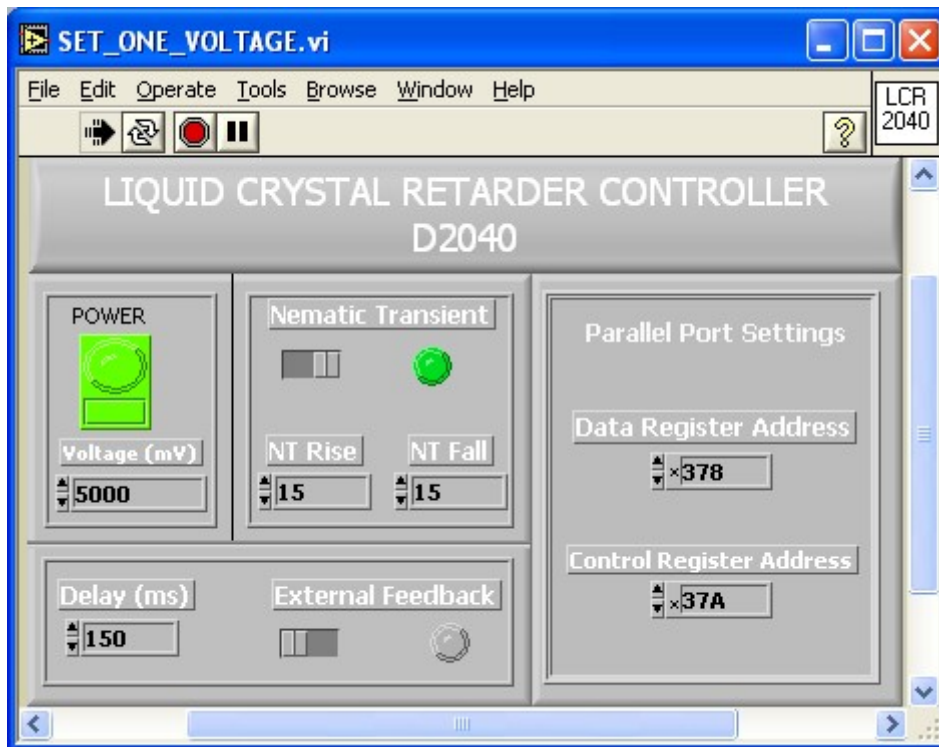 SET_ONE_VOLTAGE.vi
File Edit Operate Tools Browse Window Help
LCR
2040
?
LIQUID CRYSTAL RETARDER CONTROLLER
D2040
POWER
Voltage (mV)
5000
Nematic Transient
NT Rise
15
NT Fall
15
Parallel Port Settings
Data Register Address
×378
Control Register Address
×37A
Delay (ms)
150
External Feedback